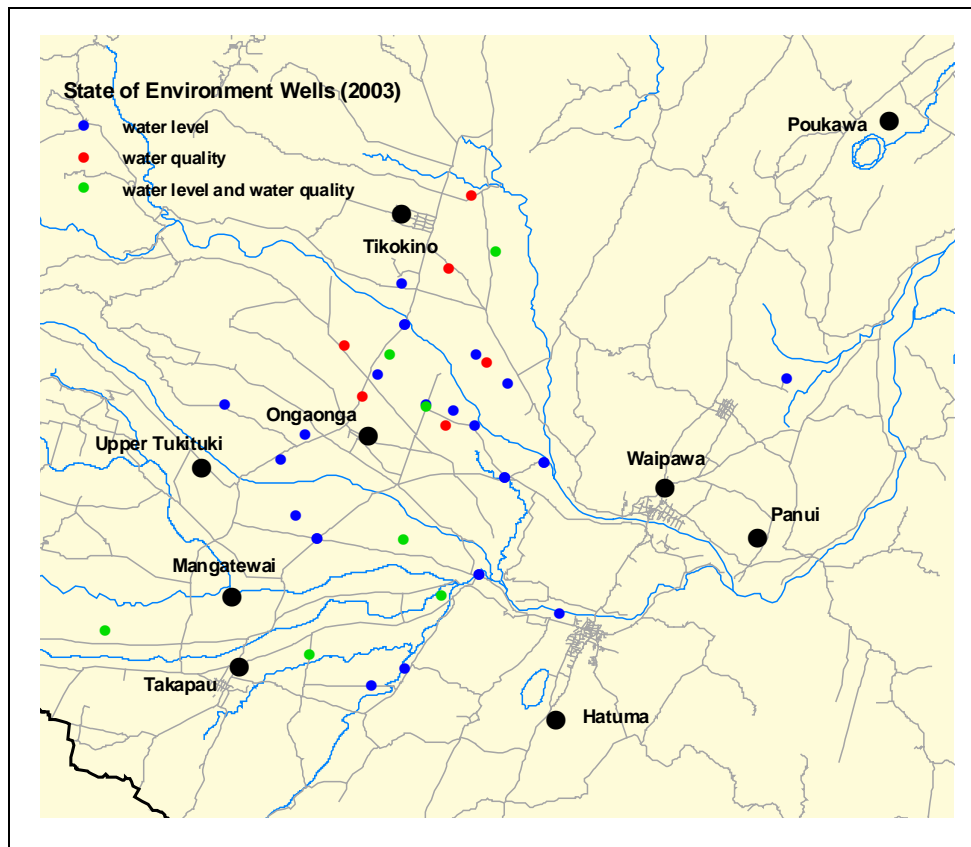 State of Environment Wells (2003)
water level
water quality
water level and water quality
Poukawa
Tikokino
Ongaonga
Upper Tukituki
Waipawa
Panui
Mangatewai
Takapau
Hatuma